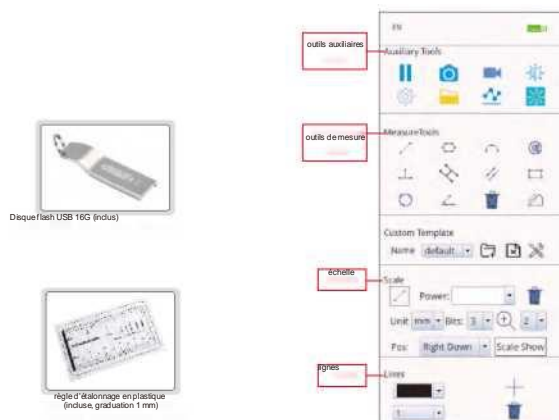 outils auxiliaires
EN
Auxiliary Tools
outils de mesure
MeasureTools
Disque flash USB 16G (inclus)
Custom Template
Name default
échelle
Scale
Power:
Unit mm Bits: 3 2
Pos: Right Down Scale Show
lignes
Lines
1
règle d'étalonnage en plastique
(incluse, graduation 1 mm)